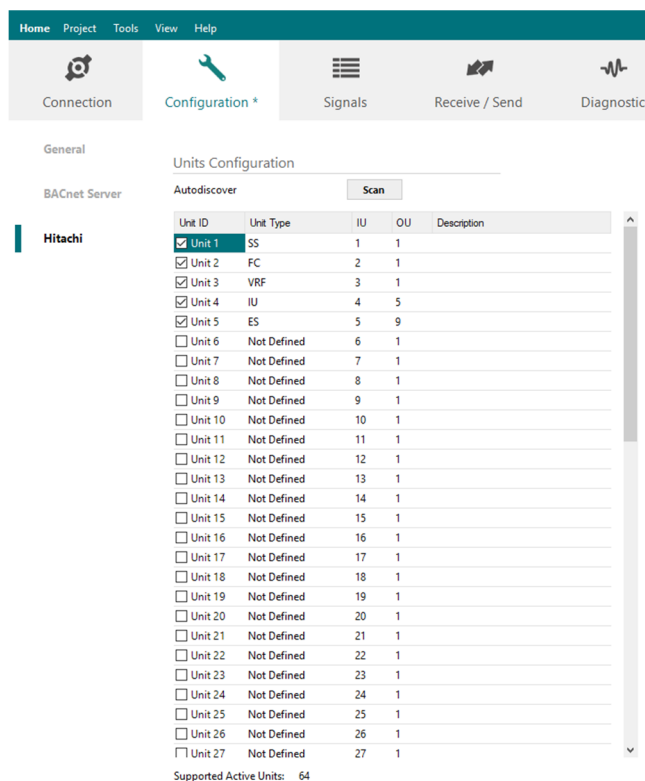 Home Project Tools View Help
Connection Configuration * Signals Receive / Send Diagnostic
General
BACnet Server
Hitachi
Units Configuration
Autodiscover Scan
Unit ID Unit Type IU OU Description
Unit 1 SS 1 1
Unit 2 FC 2 1
Unit 3 VRF 3 1
Unit 4 IU 4 5
Unit 5 ES 5 9
Unit 6 Not Defined 6 1
Unit 7 Not Defined 7 1
Unit 8 Not Defined 8 1
Unit 9 Not Defined 9 1
Unit 10 Not Defined 10 1
Unit 11 Not Defined 11 1
Unit 12 Not Defined 12 1
Unit 13 Not Defined 13 1
Unit 14 Not Defined 14 1
Unit 15 Not Defined 15 1
Unit 16 Not Defined 16 1
Unit 17 Not Defined 17 1
Unit 18 Not Defined 18 1
Unit 19 Not Defined 19 1
Unit 20 Not Defined 20 1
Unit 21 Not Defined 21 1
Unit 22 Not Defined 22 1
Unit 23 Not Defined 23 1
Unit 24 Not Defined 24 1
Unit 25 Not Defined 25 1
Unit 26 Not Defined 26 1
Unit 27 Not Defined 27 1
Supported Active Units: 64